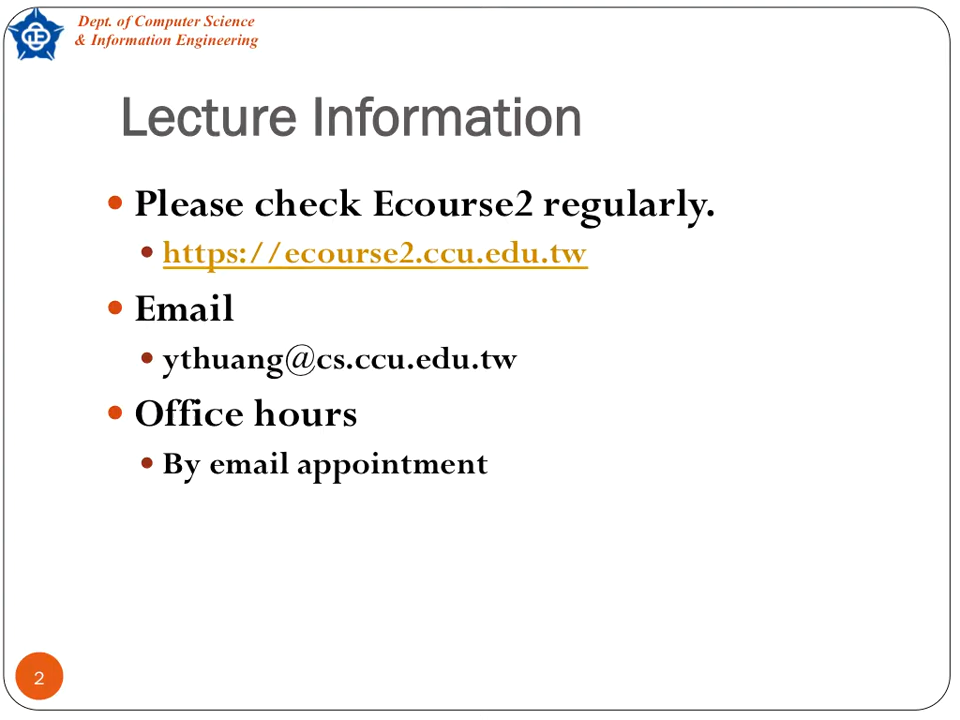 Dept. of Computer Science
& Information Engineering
Lecture Information
Please check Ecourse2 regularly.
https://ecourse2.ccu.edu.tw
Email
ythuang@cs.ccu.edu.tw
Office hours
By email appointment
2